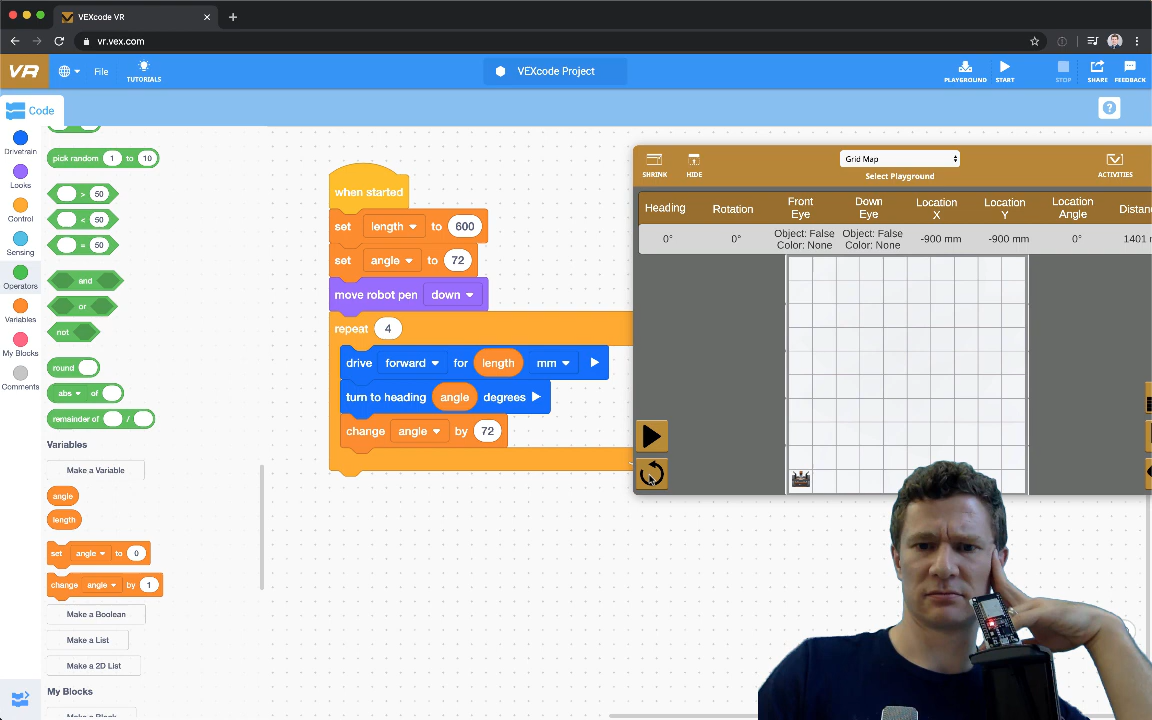 VEXcode VR
vr.vex.com
VR
File
TUTORIALS
VEXcode Project
PLAYGROUND
START
STOP
SHARE
FEEDBACK
Code
Drivetrain
Looks
Control
Sensing
Operators
Variables
My Blocks
Comments
pick random 1 to 10
> 50
< 50
= 50
and
or
not
round
abs of
remainder of /
Variables
Make a Variable
angle
length
set angle to 0
change angle by 1
Make a Boolean
Make a List
Make a 2D List
My Blocks
when started
set length to 600
set angle to 72
move robot pen down
repeat 4
drive forward for length mm
turn to heading angle degrees
change angle by 72
SHRINK
HIDE
Grid Map
Select Playground
ACTIVITIES
Heading
Rotation
Front Eye
Down Eye
Location X
Location Y
Location Angle
0°
0°
Object: False
Color: None
Object: False
Color: None
-900 mm
-900 mm
0°
1401